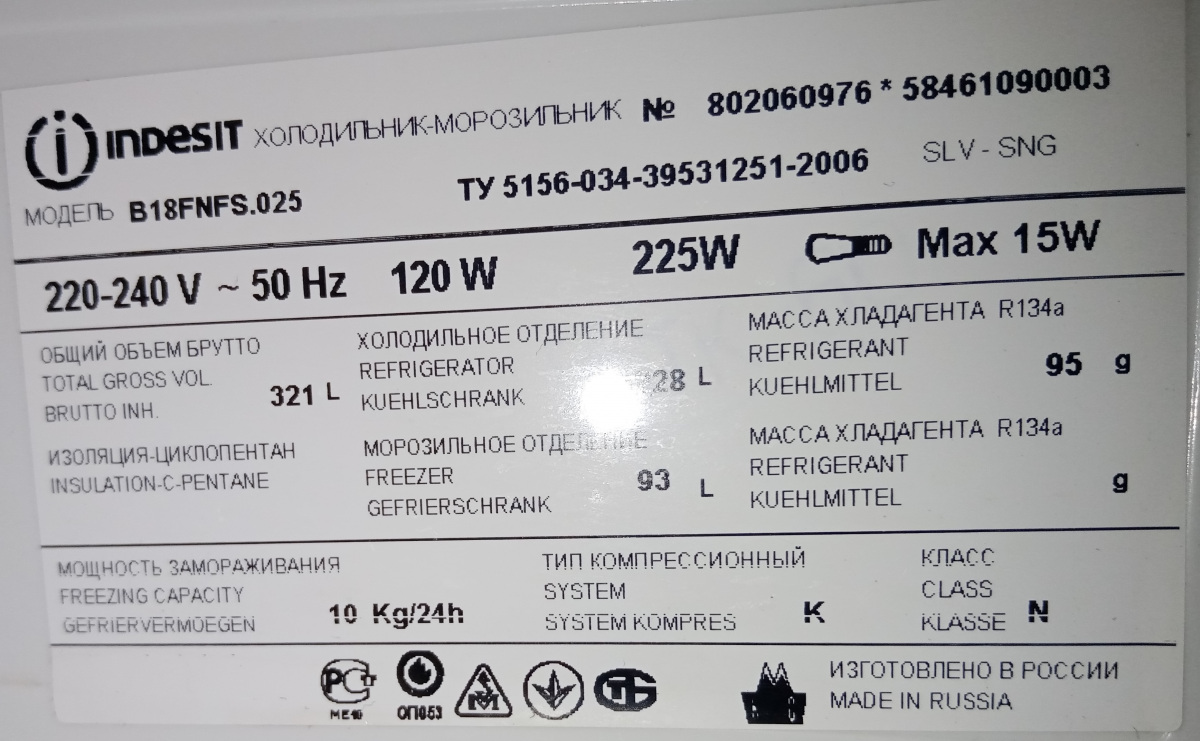 INDESIT ХОЛОДИЛЬНИК-МОРОЗИЛЬНИК № 802060976 * 58461090003
МОДЕЛЬ B18FNFS.025 ТУ 5156-034-39531251-2006 SLV - SNG
220-240 V ~ 50 Hz 120 W 225W Max 15W
ОБЩИЙ ОБЪЕМ БРУТТО
TOTAL GROSS VOL.
BRUTTO INH. 321 L
ХОЛОДИЛЬНОЕ ОТДЕЛЕНИЕ
REFRIGERATOR
KUEHLSCHRANK 28 L
МАССА ХЛАДАГЕНТА R134a
REFRIGERANT
KUEHLMITTEL 95 g
ИЗОЛЯЦИЯ-ЦИКЛОПЕНТАН
INSULATION-C-PENTANE
МОРОЗИЛЬНОЕ ОТДЕЛЕНИЕ
FREEZER
GEFRIERSCHRANK 93 L
МАССА ХЛАДАГЕНТА R134a
REFRIGERANT
KUEHLMITTEL g
МОЩНОСТЬ ЗАМОРАЖИВАНИЯ
FREEZING CAPACITY
GEFRIERVERMOEGEN 10 Kg/24h
ТИП КОМПРЕССИОННЫЙ
SYSTEM
SYSTEM KOMPRES K
КЛАСС
CLASS
KLASSE N
РСТ
МЕ10
ОП053
ИЗГОТОВЛЕНО В РОССИИ
MADE IN RUSSIA